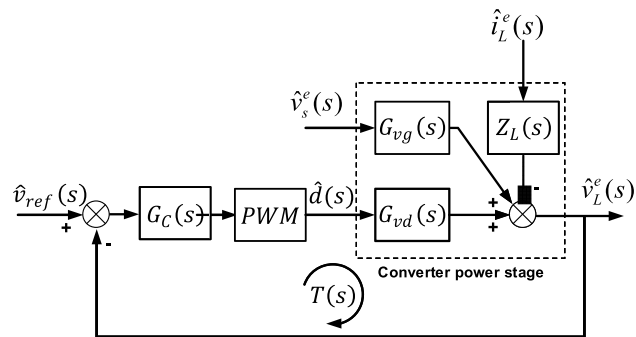 î_L^e(s)
v̂_s^e(s)
G_vg(s)
Z_L(s)
-
v̂_ref(s)
G_C(s)
PWM
d̂(s)
G_vd(s)
v̂_L^e(s)
+
+
+
-
Converter power stage
T(s)